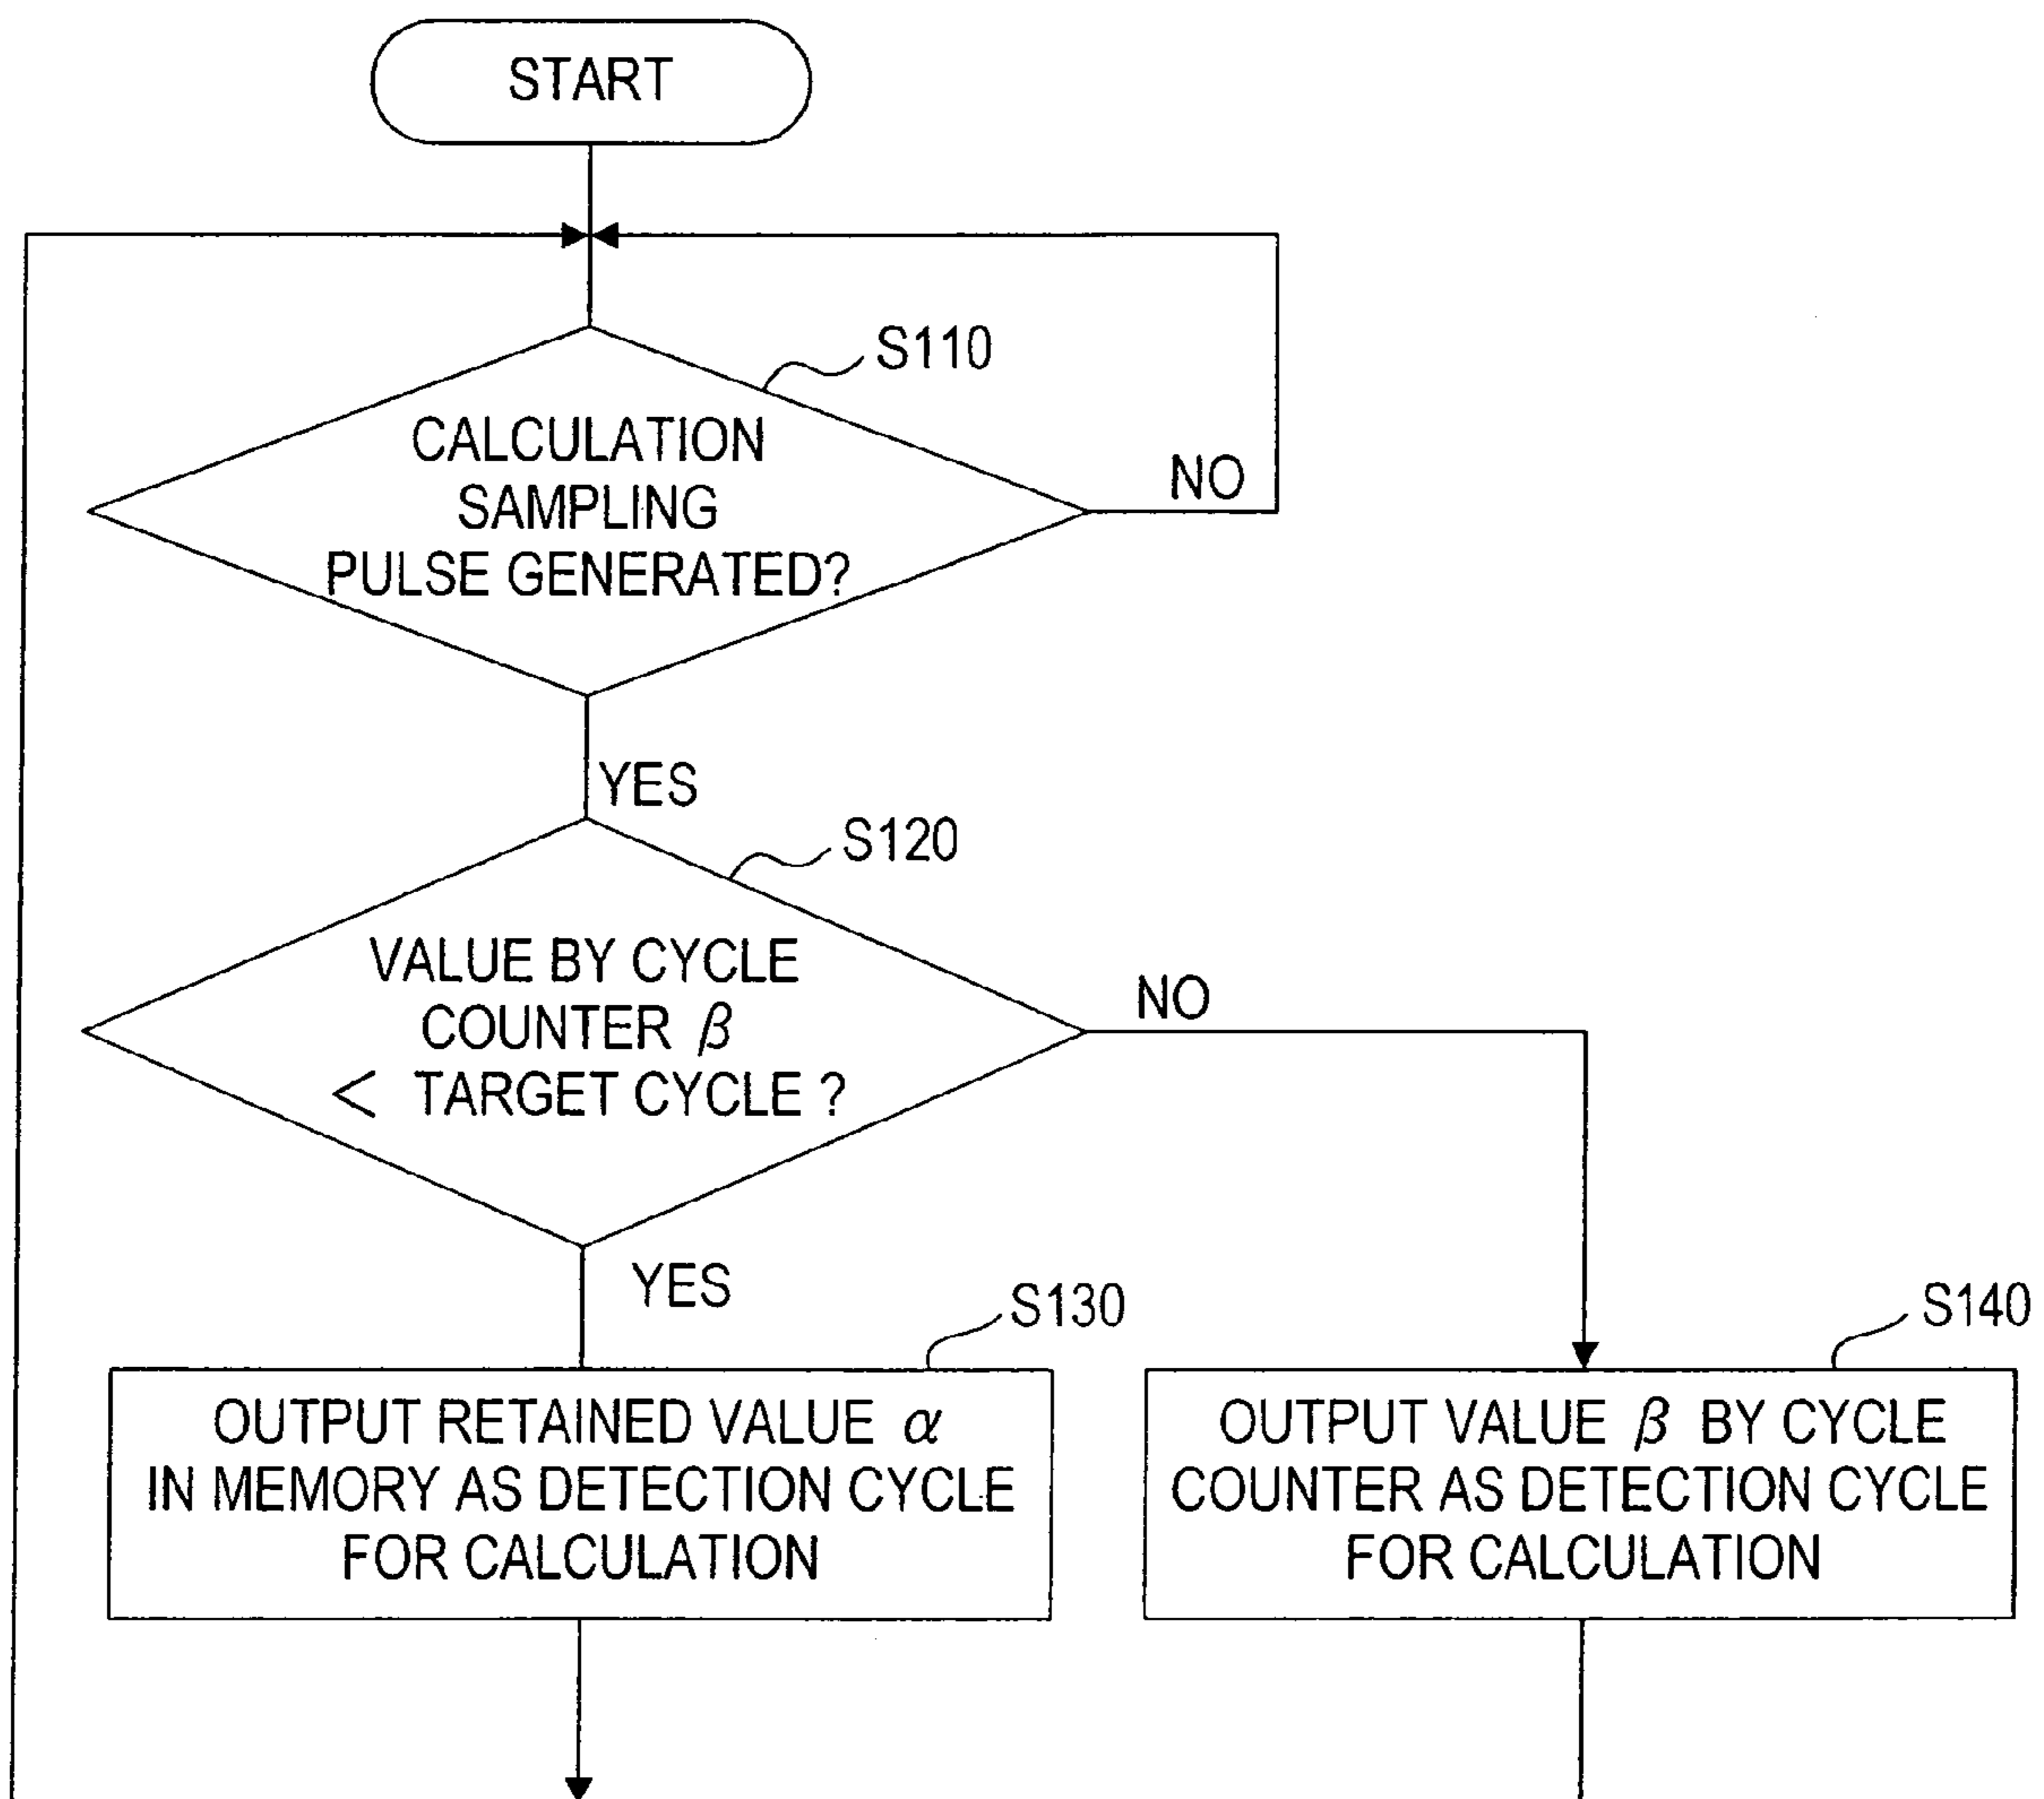 START
S110
CALCULATION
SAMPLING
PULSE GENERATED?
NO
YES
S120
VALUE BY CYCLE
COUNTER β
< TARGET CYCLE ?
NO
YES
S130
OUTPUT RETAINED VALUE α
IN MEMORY AS DETECTION CYCLE
FOR CALCULATION
S140
OUTPUT VALUE β BY CYCLE
COUNTER AS DETECTION CYCLE
FOR CALCULATION